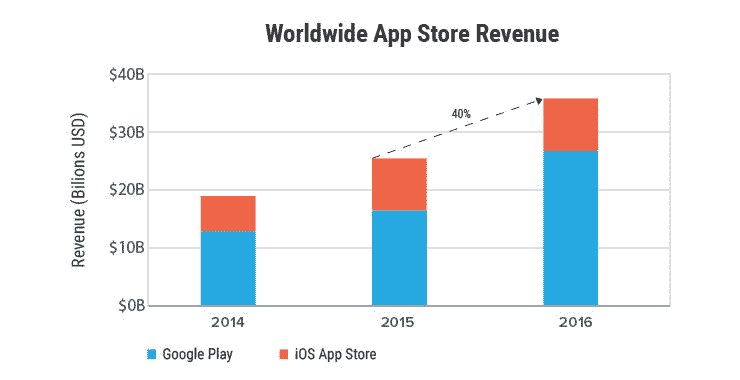 Worldwide App Store Revenue
Revenue (Bilions USD)
$40B
$30B
$20B
$10B
$0B
40%
2014 2015 2016
Google Play iOS App Store